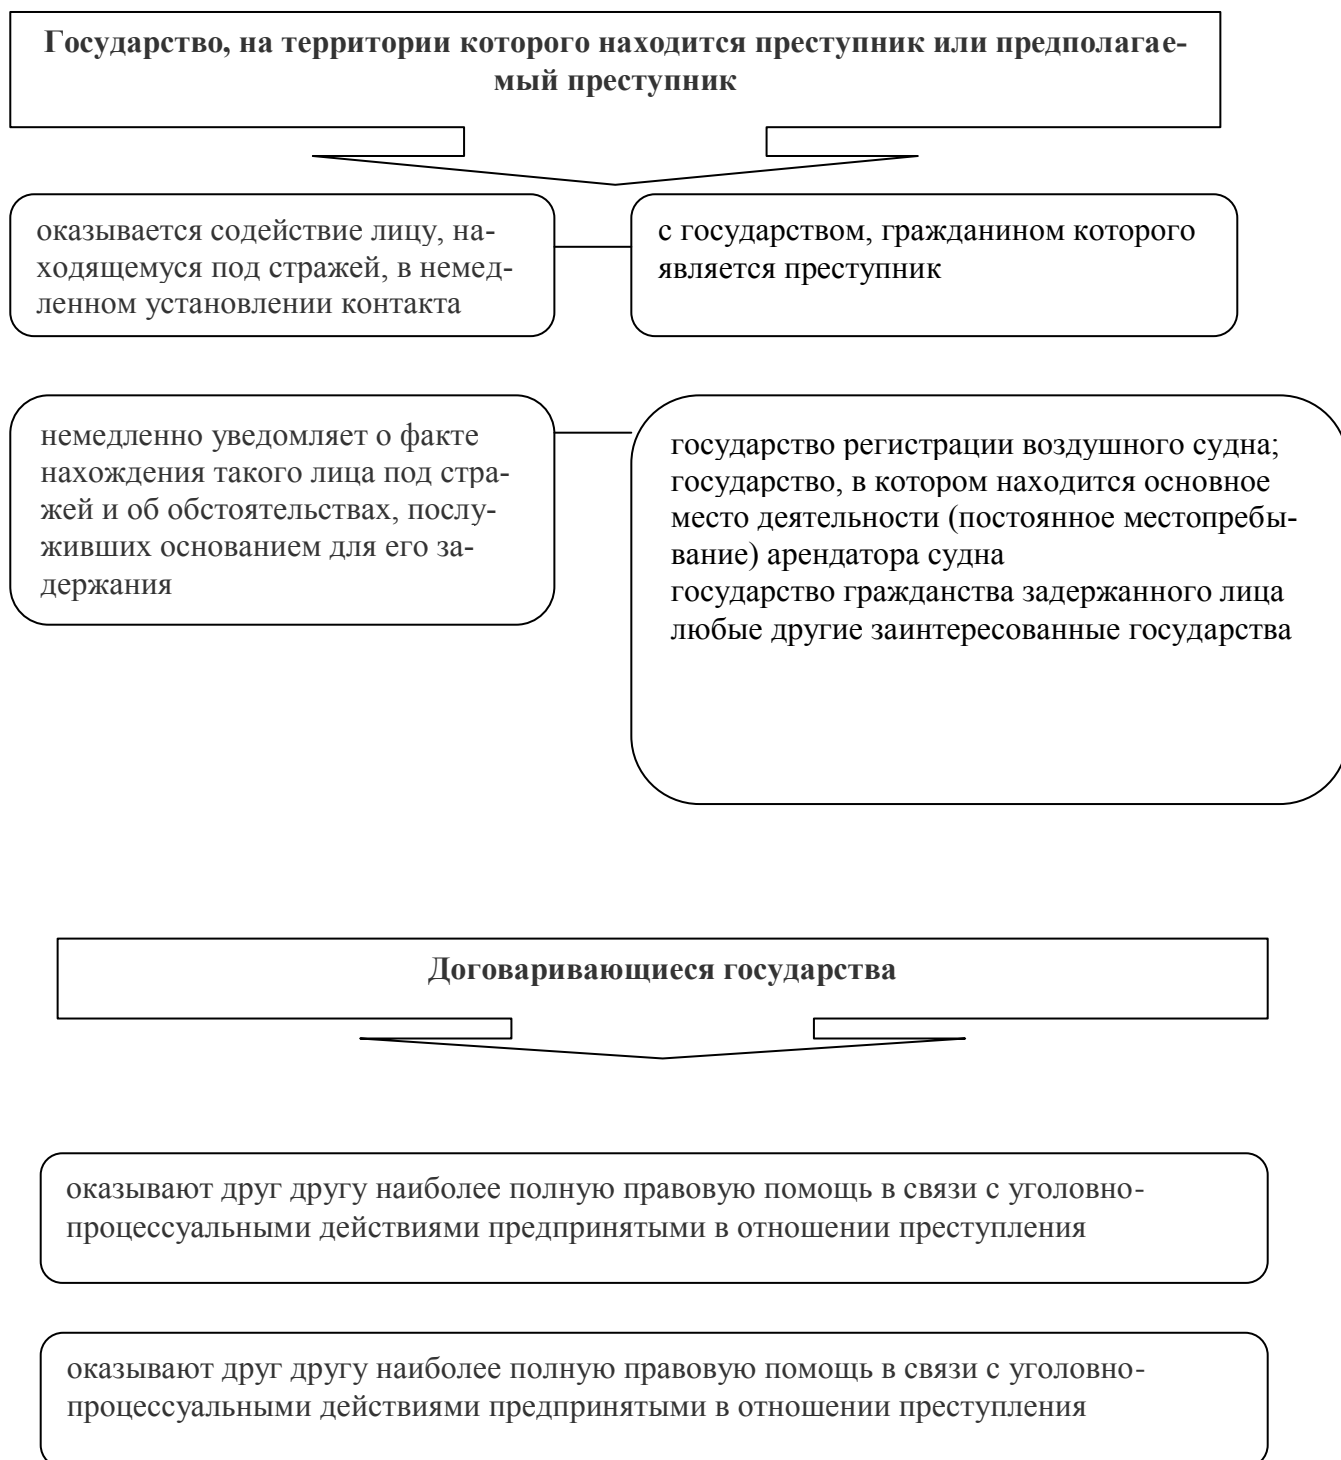 Государство, на территории которого находится преступник или предполагае-
мый преступник
оказывается содействие лицу, на-
ходящемуся под стражей, в немед-
ленном установлении контакта
с государством, гражданином которого
является преступник
немедленно уведомляет о факте
нахождения такого лица под стра-
жей и об обстоятельствах, послу-
живших основанием для его за-
держания
государство регистрации воздушного судна;
государство, в котором находится основное
место деятельности (постоянное местопребы-
вание) арендатора судна
государство гражданства задержанного лица
любые другие заинтересованные государства
Договаривающиеся государства
оказывают друг другу наиболее полную правовую помощь в связи с уголовно-
процессуальными действиями предпринятыми в отношении преступления
оказывают друг другу наиболее полную правовую помощь в связи с уголовно-
процессуальными действиями предпринятыми в отношении преступления